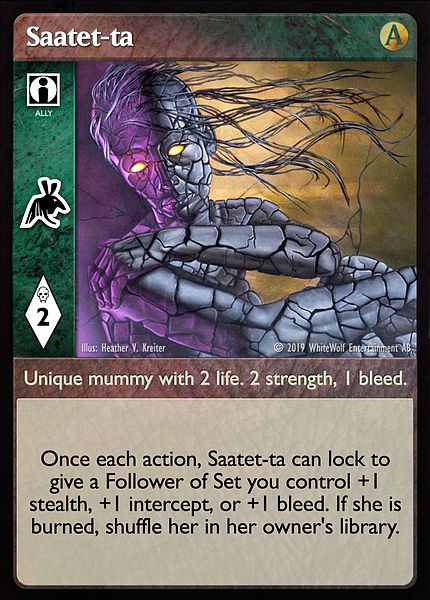 Saatet-ta
A
ALLY
2
Illus: Heather V. Kreiter
© 2019 WhiteWolf Entertainment AB
Unique mummy with 2 life. 2 strength, 1 bleed.
Once each action, Saatet-ta can lock to
give a Follower of Set you control +1
stealth, +1 intercept, or +1 bleed. If she is
burned, shuffle her in her owner's library.